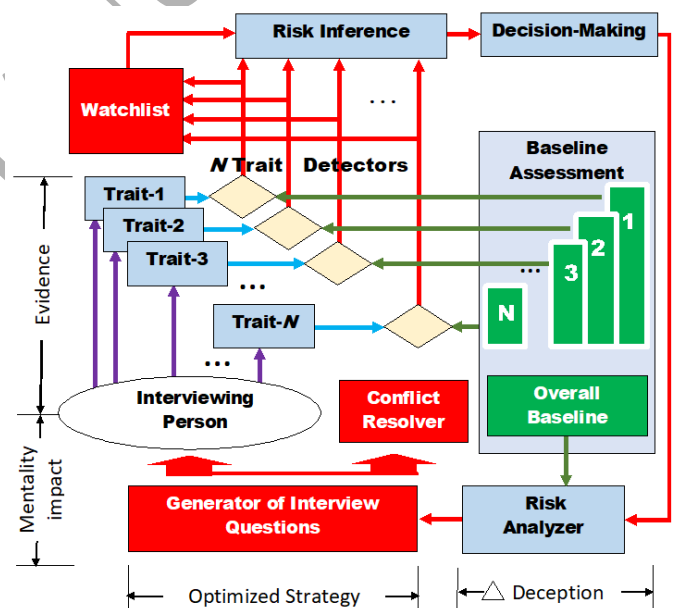 Risk Inference
Decision-Making
Watchlist
...
N Trait Detectors
Baseline
Assessment
Trait-1
Trait-2
Trait-3
...
Trait-N
...
1
2
3
...
N
Evidence
Interviewing
Person
Conflict
Resolver
Overall
Baseline
Mentality
impact
Generator of Interview
Questions
Risk
Analyzer
Optimized Strategy
△ Deception